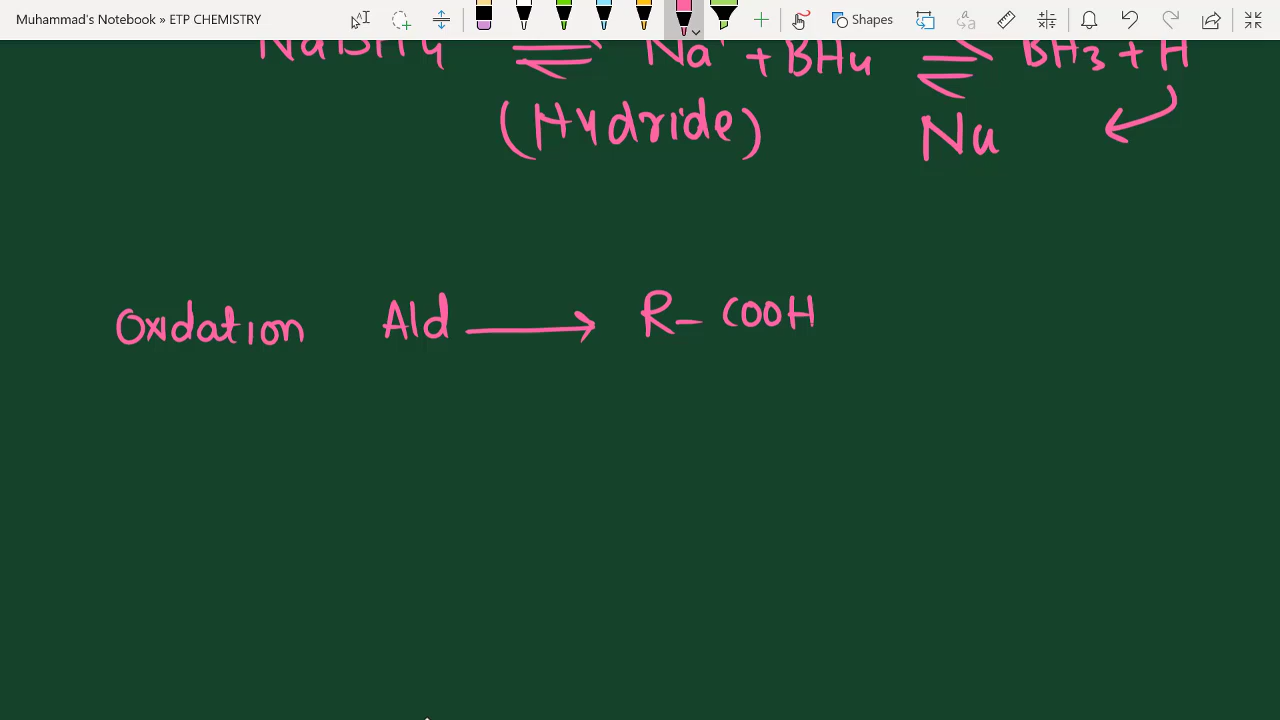 Muhammad's Notebook » ETP CHEMISTRY
Shapes
NaBH4 ⇌ Na+ + BH4 ⇌ BH3 + H
(Hydride) Nu
Oxidation Ald → R- COOH